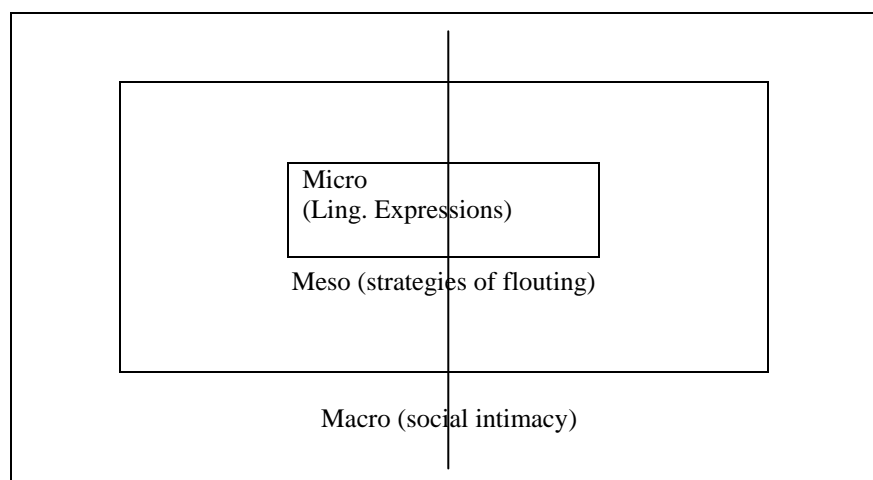 Micro
(Ling. Expressions)
Meso (strategies of flouting)
Macro (social intimacy)